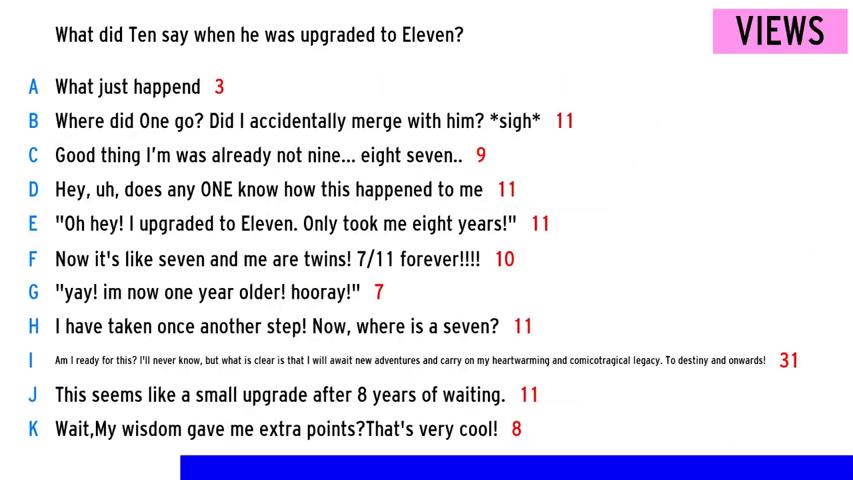 What did Ten say when he was upgraded to Eleven?
VIEWS
A What just happend 3
B Where did One go? Did I accidentally merge with him? *sigh* 11
C Good thing I'm was already not nine... eight seven.. 9
D Hey, uh, does any ONE know how this happened to me 11
E "Oh hey! I upgraded to Eleven. Only took me eight years!" 11
F Now it's like seven and me are twins! 7/11 forever!!!! 10
G "yay! im now one year older! hooray!" 7
H I have taken once another step! Now, where is a seven? 11
I Am I ready for this? I'll never know, but what is clear is that I will await new adventures and carry on my heartwarming and comicotragical legacy. To destiny and onwards! 31
J This seems like a small upgrade after 8 years of waiting. 11
K Wait,My wisdom gave me extra points?That's very cool! 8